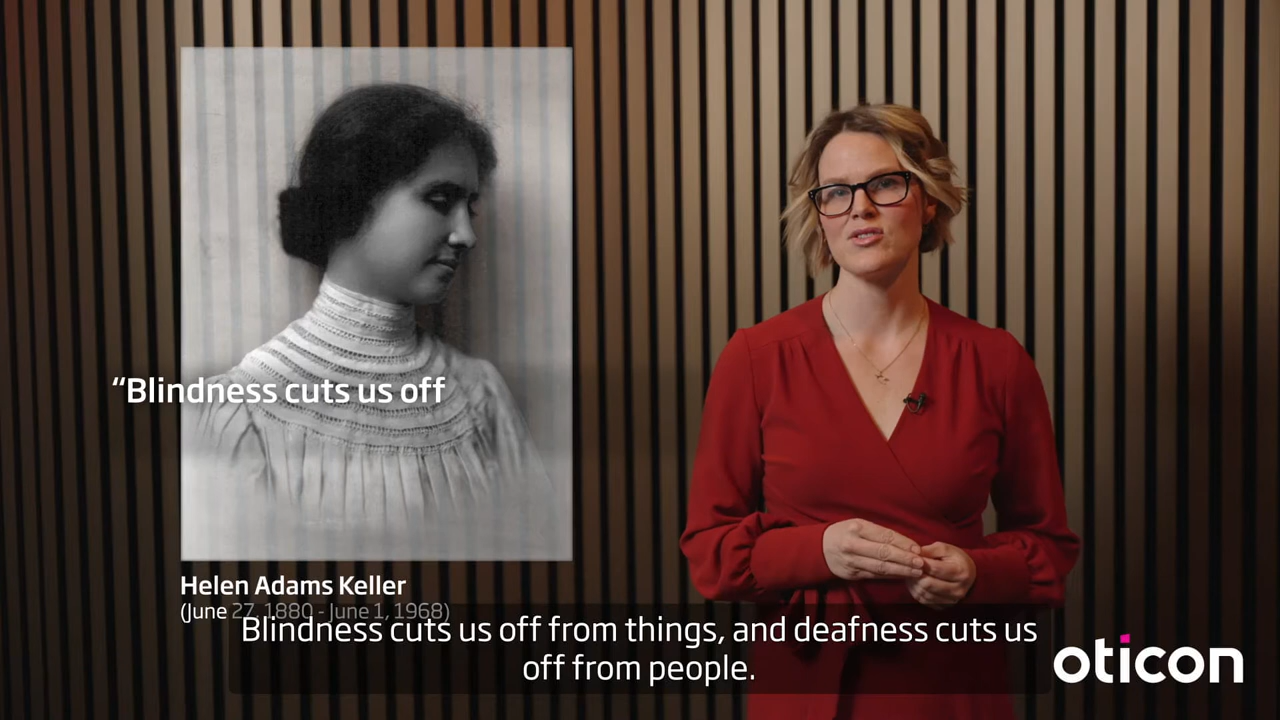 “Blindness cuts us off
Helen Adams Keller
(June 27, 1880 - June 1, 1968)
Blindness cuts us off from things, and deafness cuts us
off from people.
oticon